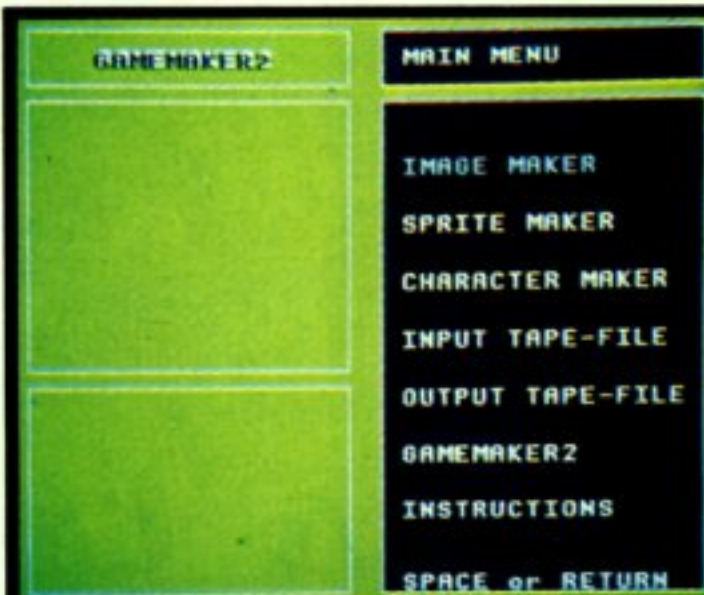 GAMEMAKER2
MAIN MENU
IMAGE MAKER
SPRITE MAKER
CHARACTER MAKER
INPUT TAPE-FILE
OUTPUT TAPE-FILE
GAMEMAKER2
INSTRUCTIONS
SPACE or RETURN